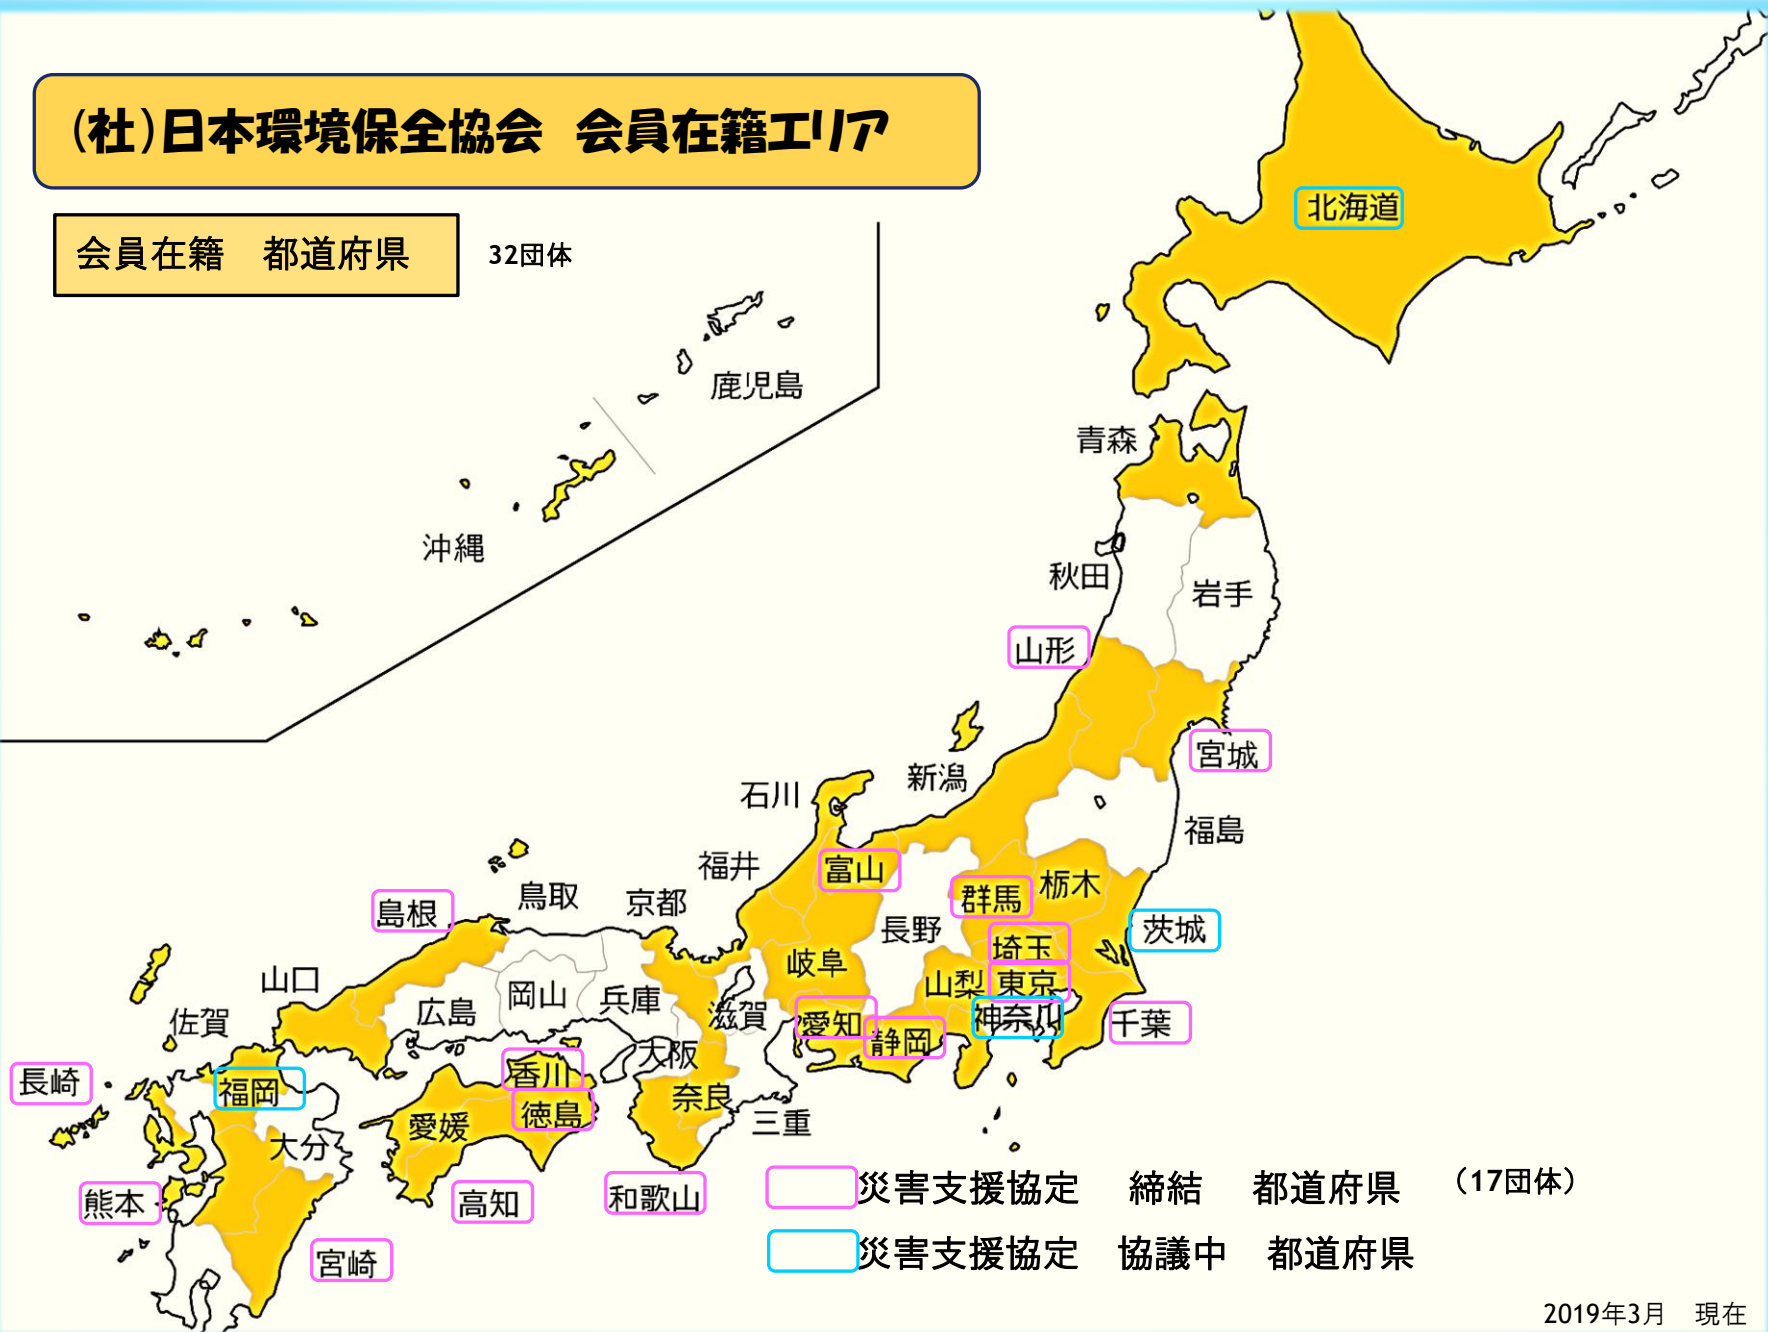 (社)日本環境保全協会　会員在籍エリア
会員在籍　都道府県
32団体
北海道
鹿児島
青森
沖縄
秋田
岩手
山形
宮城
新潟
石川
福島
福井
富山
鳥取
京都
島根
群馬
栃木
長野
茨城
埼玉
岐阜
山口
山梨
東京
岡山
兵庫
広島
滋賀
佐賀
愛知
神奈川
千葉
静岡
大阪
香川
長崎
福岡
奈良
徳島
愛媛
三重
大分
熊本
高知
和歌山
宮崎
災害支援協定　締結　都道府県　（17団体）
災害支援協定　協議中　都道府県
2019年3月　現在